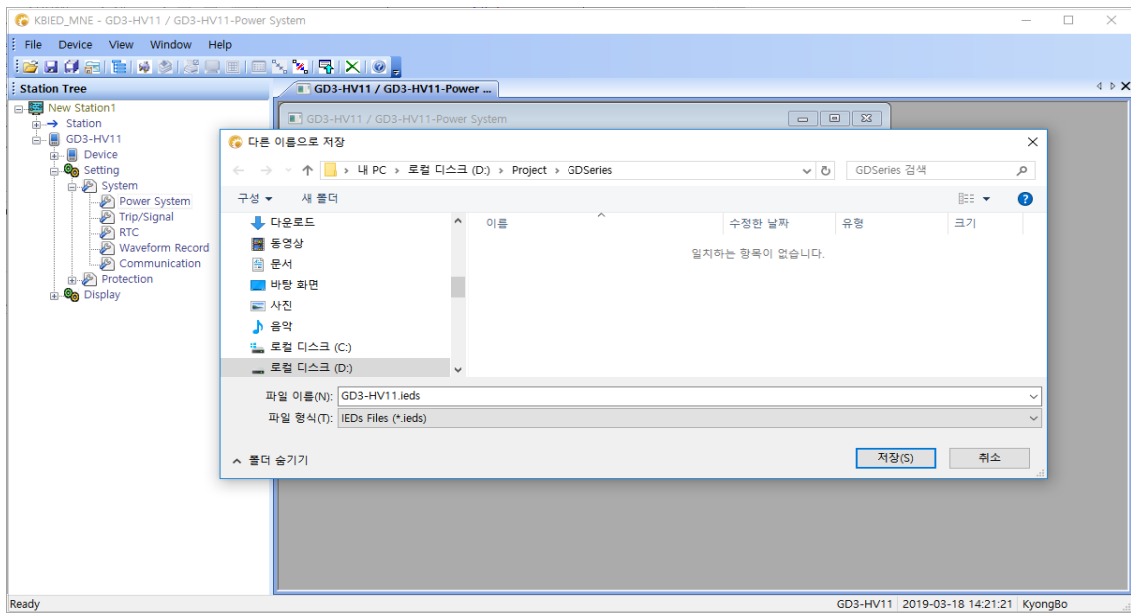 KBIED_MNE - GD3-HV11 / GD3-HV11-Power System
File Device View Window Help
Station Tree
GD3-HV11 / GD3-HV11-Power ...
New Station1
Station
GD3-HV11
Device
Setting
System
Power System
Trip/Signal
RTC
Waveform Record
Communication
Protection
Display
GD3-HV11 / GD3-HV11-Power System
다른 이름으로 저장
내 PC › 로컬 디스크 (D:) › Project › GDSeries
GDSeries 검색
구성 새 폴더
다운로드
동영상
문서
바탕 화면
사진
음악
로컬 디스크 (C:)
로컬 디스크 (D:)
이름 수정한 날짜 유형 크기
일치하는 항목이 없습니다.
파일 이름(N): GD3-HV11.ieds
파일 형식(T): IEDs Files (*.ieds)
폴더 숨기기
저장(S) 취소
Ready
GD3-HV11 2019-03-18 14:21:21 KyongBo